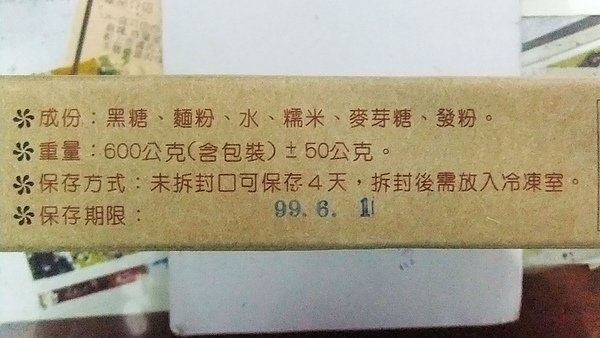 ※成份：黑糖、麵粉、水、糯米、麥芽糖、發粉。
※重量：600公克(含包裝)±50公克。
※保存方式：未拆封口可保存4天，拆封後需放入冷凍室。
※保存期限： 99.6. 1